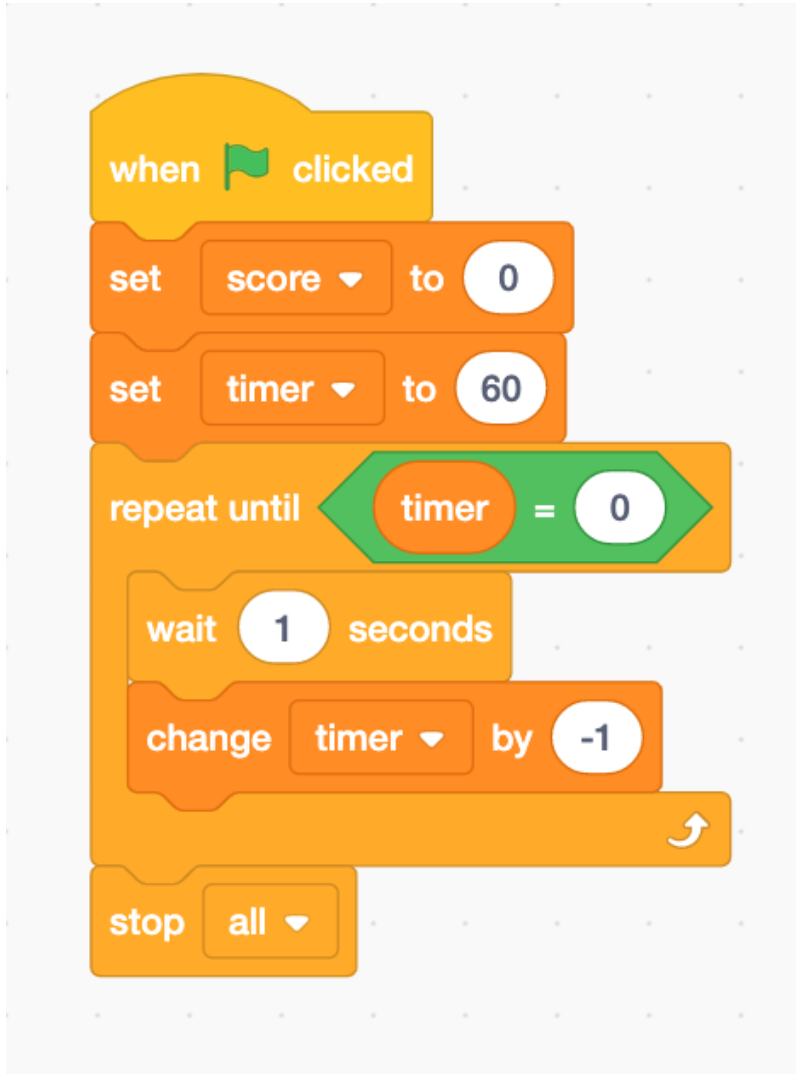 when clicked
set score to 0
set timer to 60
repeat until timer = 0
wait 1 seconds
change timer by -1
stop all